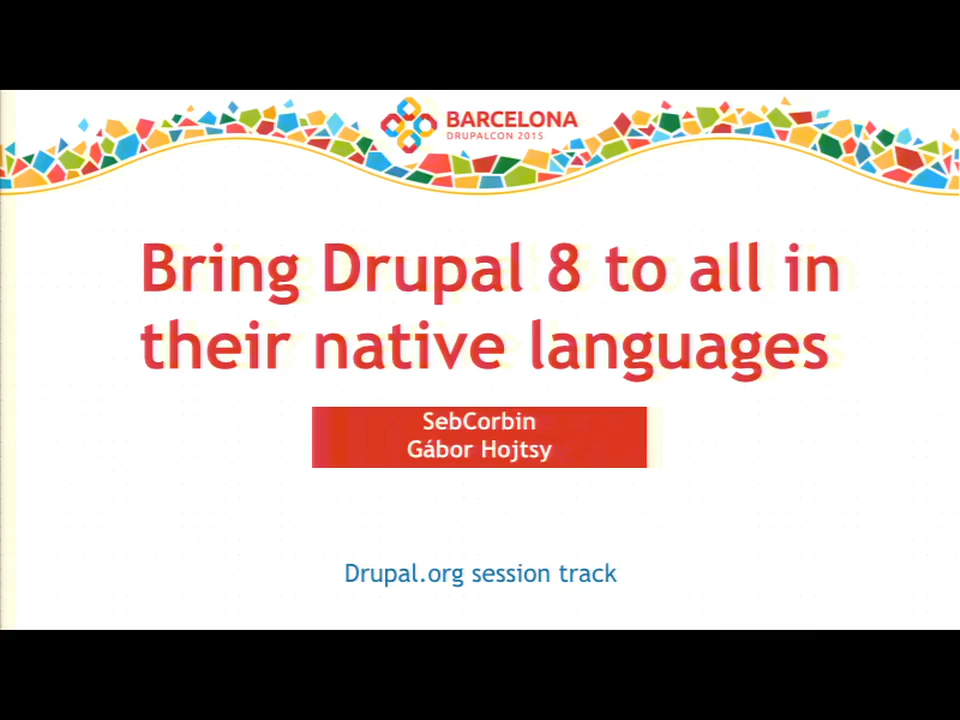 BARCELONA
DRUPALCON 2015
Bring Drupal 8 to all in
their native languages
SebCorbin
Gábor Hojtsy
Drupal.org session track